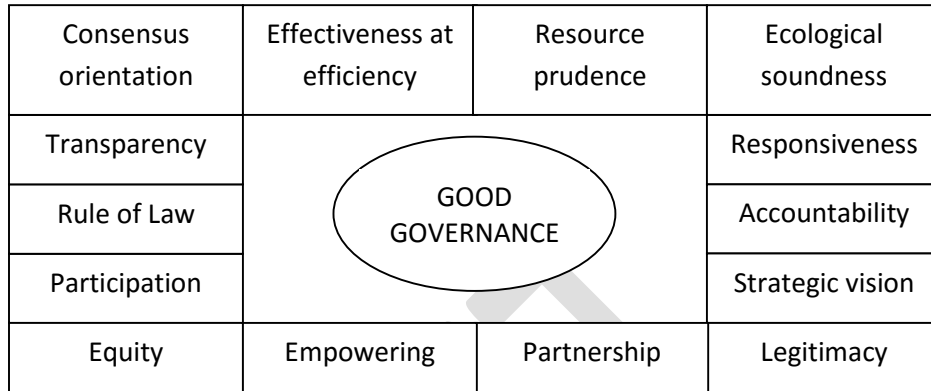 Consensus
orientation
Effectiveness at
efficiency
Resource
prudence
Ecological
soundness
Transparency
Responsiveness
GOOD
GOVERNANCE
Rule of Law
Accountability
Participation
Strategic vision
Equity
Empowering
Partnership
Legitimacy